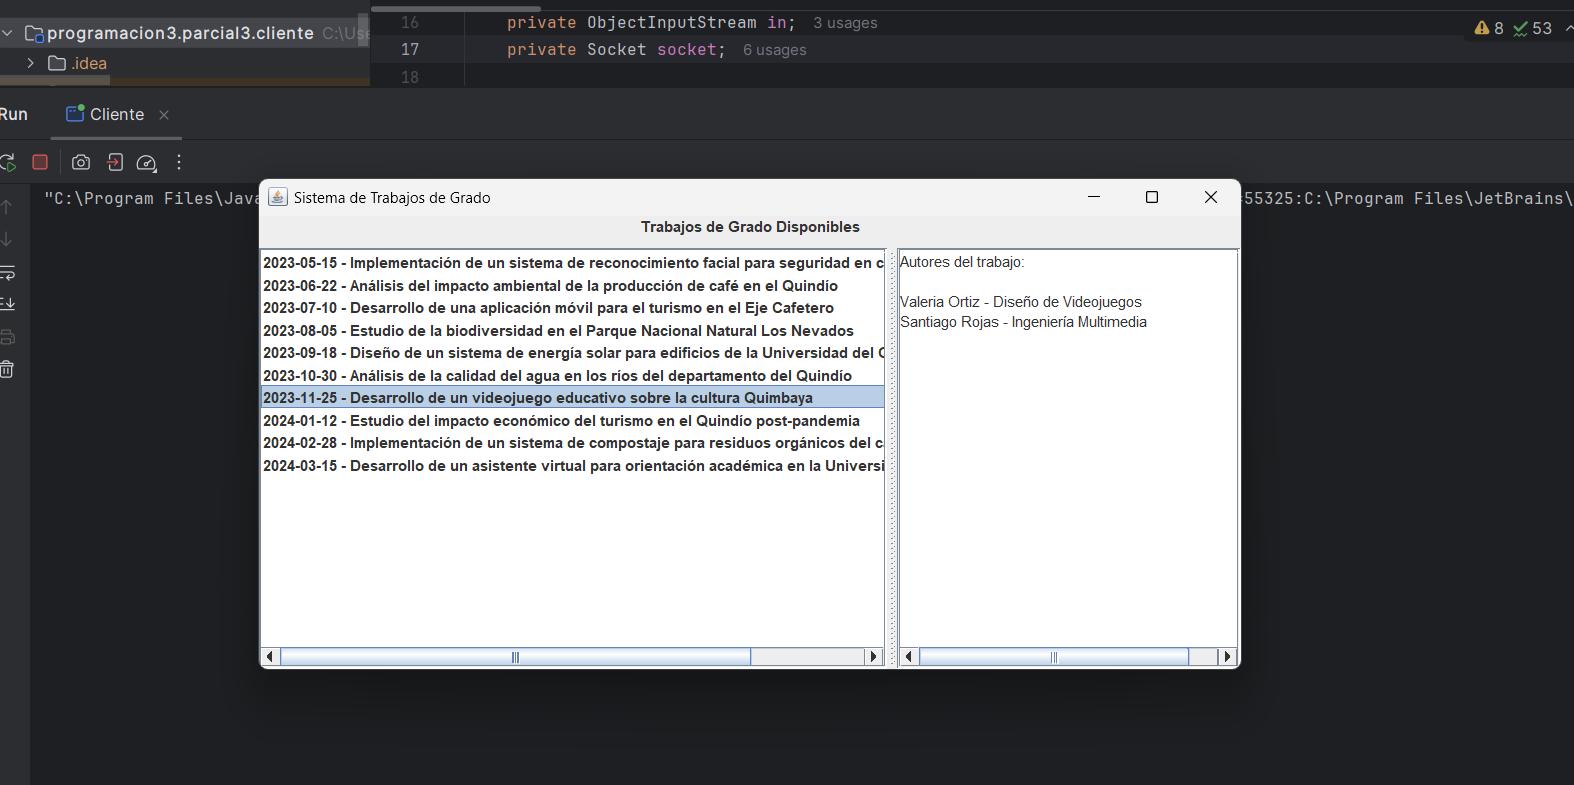 programacion3.parcial3.cliente C:\Use
.idea
16 private ObjectInputStream in; 3 usages
17 private Socket socket; 6 usages
18
8 53
Run Cliente
"C:\Program Files\Java
=55325:C:\Program Files\JetBrains\
Sistema de Trabajos de Grado
Trabajos de Grado Disponibles
2023-05-15 - Implementación de un sistema de reconocimiento facial para seguridad en c
2023-06-22 - Análisis del impacto ambiental de la producción de café en el Quindío
2023-07-10 - Desarrollo de una aplicación móvil para el turismo en el Eje Cafetero
2023-08-05 - Estudio de la biodiversidad en el Parque Nacional Natural Los Nevados
2023-09-18 - Diseño de un sistema de energía solar para edificios de la Universidad del Q
2023-10-30 - Análisis de la calidad del agua en los ríos del departamento del Quindío
2023-11-25 - Desarrollo de un videojuego educativo sobre la cultura Quimbaya
2024-01-12 - Estudio del impacto económico del turismo en el Quindío post-pandemia
2024-02-28 - Implementación de un sistema de compostaje para residuos orgánicos del c
2024-03-15 - Desarrollo de un asistente virtual para orientación académica en la Universi
Autores del trabajo:
Valeria Ortiz - Diseño de Videojuegos
Santiago Rojas - Ingeniería Multimedia